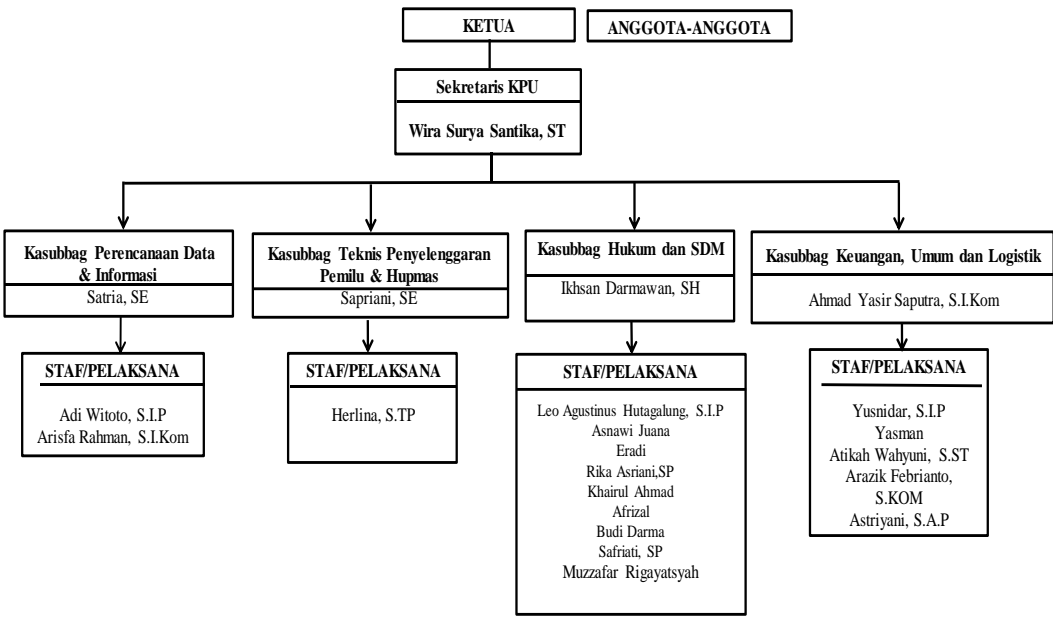 KETUA
ANGGOTA-ANGGOTA
Sekretaris KPU
Wira Surya Santika, ST
Kasubbag Perencanaan Data
& Informasi
Satria, SE
Kasubbag Teknis Penyelenggaran
Pemilu & Hupmas
Sapriani, SE
Kasubbag Hukum dan SDM
Ikhsan Darmawan, SH
Kasubbag Keuangan, Umum dan Logistik
Ahmad Yasir Saputra, S.I.Kom
STAF/PELAKSANA
Adi Witoto, S.I.P
Arisfa Rahman, S.I.Kom
STAF/PELAKSANA
Herlina, S.TP
STAF/PELAKSANA
Leo Agustinus Hutagalung, S.I.P
Asnawi Juana
Eradi
Rika Asriani,SP
Khairul Ahmad
Afrizal
Budi Darma
Safriati, SP
Muzzafar Rigayatsyah
STAF/PELAKSANA
Yusnidar, S.I.P
Yasman
Atikah Wahyuni, S.ST
Arazik Febrianto,
S.KOM
Astriyani, S.A.P